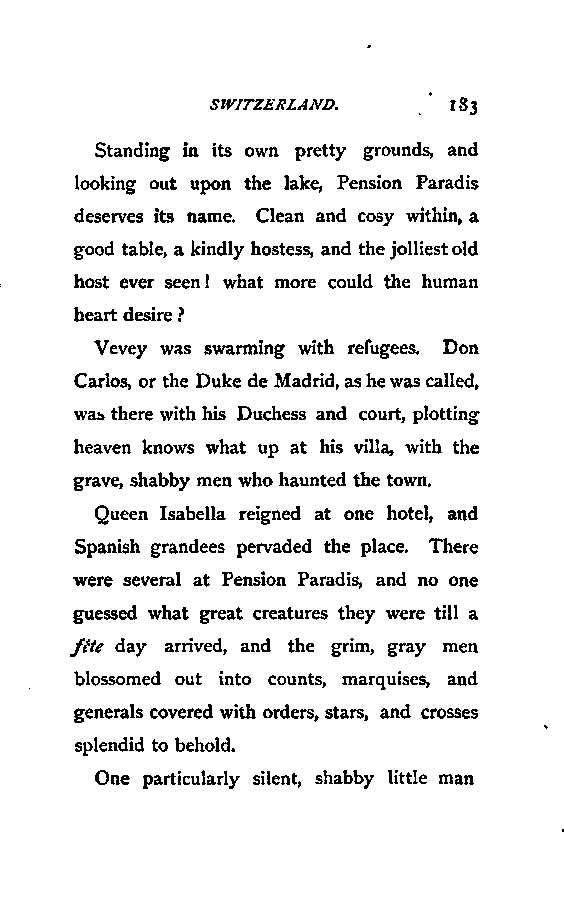 SWITZERLAND. 183
Standing in its own pretty grounds, and
looking out upon the lake, Pension Paradis
deserves its name. Clean and cosy within, a
good table, a kindly hostess, and the jolliest old
host ever seen! what more could the human
heart desire?
Vevey was swarming with refugees. Don
Carlos, or the Duke de Madrid, as he was called,
was there with his Duchess and court, plotting
heaven knows what up at his villa, with the
grave, shabby men who haunted the town.
Queen Isabella reigned at one hotel, and
Spanish grandees pervaded the place. There
were several at Pension Paradis, and no one
guessed what great creatures they were till a
fête day arrived, and the grim, gray men
blossomed out into counts, marquises, and
generals covered with orders, stars, and crosses
splendid to behold.
One particularly silent, shabby little man